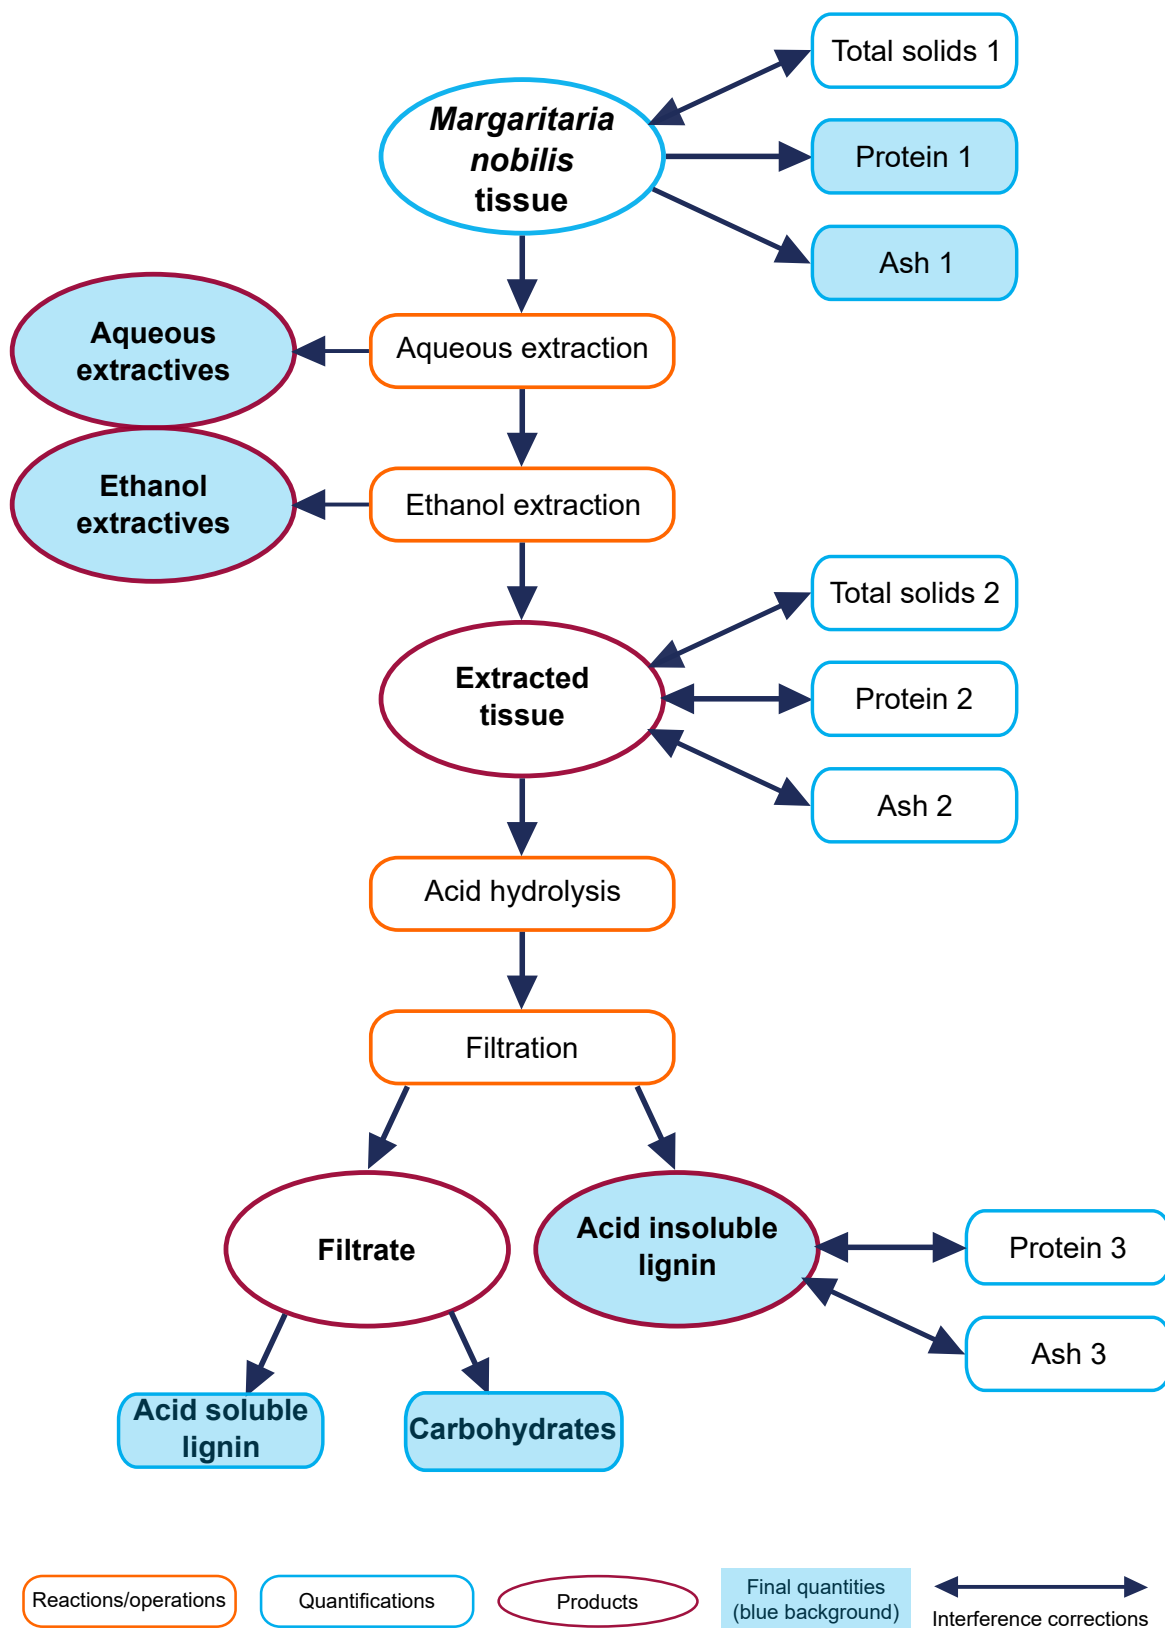 Total solids 1
Margaritaria
nobilis
tissue
Protein 1
Ash 1
Aqueous
extractives
Aqueous extraction
Ethanol
extractives
Ethanol extraction
Total solids 2
Extracted
tissue
Protein 2
Ash 2
Acid hydrolysis
Filtration
Filtrate
Acid insoluble
lignin
Protein 3
Ash 3
Acid soluble
lignin
Carbohydrates
Reactions/operations
Quantifications
Products
Final quantities
(blue background)
Interference corrections